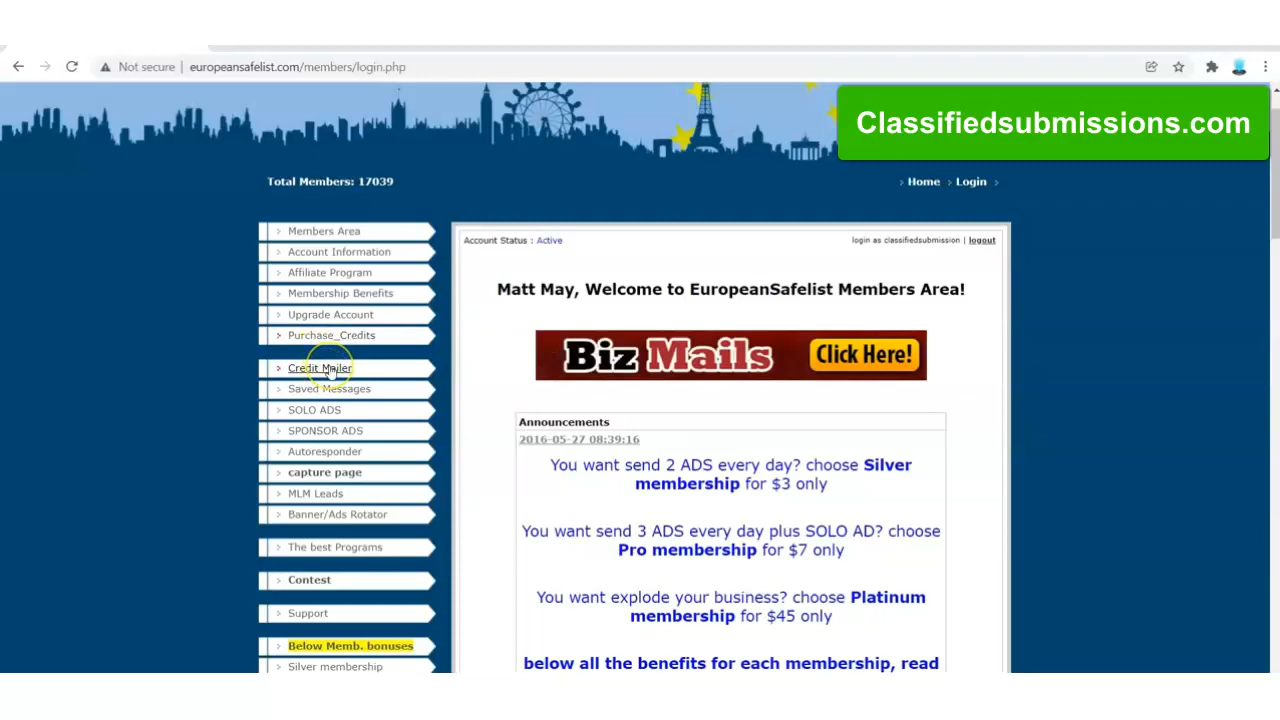 Not secure | europeansafelist.com/members/login.php
Classifiedsubmissions.com
Total Members: 17039
Home
Login
Members Area
Account Information
Affiliate Program
Membership Benefits
Upgrade Account
Purchase_Credits
Credit Mailer
Saved Messages
SOLO ADS
SPONSOR ADS
Autoresponder
capture page
MLM Leads
Banner/Ads Rotator
The best Programs
Contest
Support
Below Memb. bonuses
Silver membership
Account Status : Active
login as classifiedsubmission | logout
Matt May, Welcome to EuropeanSafelist Members Area!
Biz Mails Click Here!
Announcements
2016-05-27 08:39:16
You want send 2 ADS every day? choose Silver
membership for $3 only
You want send 3 ADS every day plus SOLO AD? choose
Pro membership for $7 only
You want explode your business? choose Platinum
membership for $45 only
below all the benefits for each membership, read